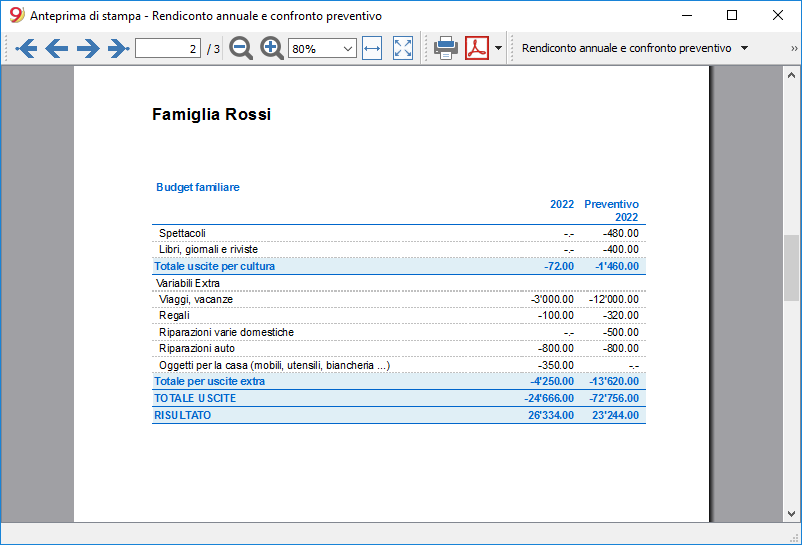 Anteprima di stampa - Rendiconto annuale e confronto preventivo
2 / 3 80% Rendiconto annuale e confronto preventivo »
Famiglia Rossi
Budget familiare
2022 Preventivo
2022
Spettacoli -.- -480.00
Libri, giornali e riviste -.- -400.00
Totale uscite per cultura -72.00 -1'460.00
Variabili Extra
Viaggi, vacanze -3'000.00 -12'000.00
Regali -100.00 -320.00
Riparazioni varie domestiche -.- -500.00
Riparazioni auto -800.00 -800.00
Oggetti per la casa (mobili, utensili, biancheria ...) -350.00 -.-
Totale per uscite extra -4'250.00 -13'620.00
TOTALE USCITE -24'666.00 -72'756.00
RISULTATO 26'334.00 23'244.00